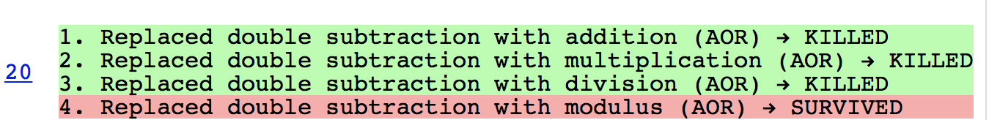 1. Replaced double subtraction with addition (AOR) → KILLED
2. Replaced double subtraction with multiplication (AOR) → KILLED
20
3. Replaced double subtraction with division (AOR) → KILLED
4. Replaced double subtraction with modulus (AOR) → SURVIVED